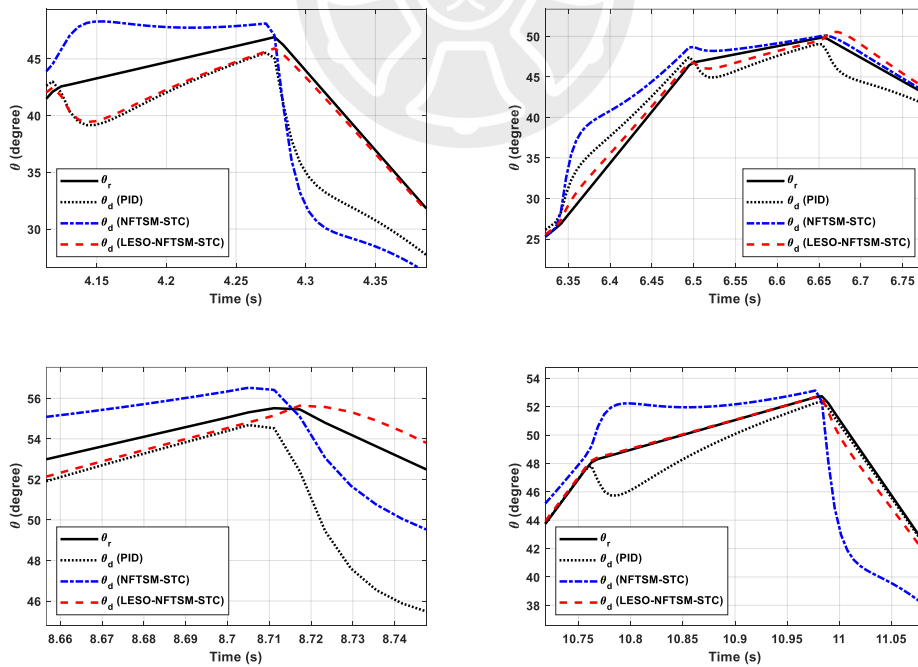 45
40
35
30
θ (degree)
θr
θd (PID)
θd (NFTSM-STC)
θd (LESO-NFTSM-STC)
4.15 4.2 4.25 4.3 4.35
Time (s)
50
45
40
35
30
25
θ (degree)
θr
θd (PID)
θd (NFTSM-STC)
θd (LESO-NFTSM-STC)
6.35 6.4 6.45 6.5 6.55 6.6 6.65 6.7 6.75
Time (s)
56
54
52
50
48
46
θ (degree)
θr
θd (PID)
θd (NFTSM-STC)
θd (LESO-NFTSM-STC)
8.66 8.67 8.68 8.69 8.7 8.71 8.72 8.73 8.74
Time (s)
54
52
50
48
46
44
42
40
38
θ (degree)
θr
θd (PID)
θd (NFTSM-STC)
θd (LESO-NFTSM-STC)
10.75 10.8 10.85 10.9 10.95 11 11.05
Time (s)